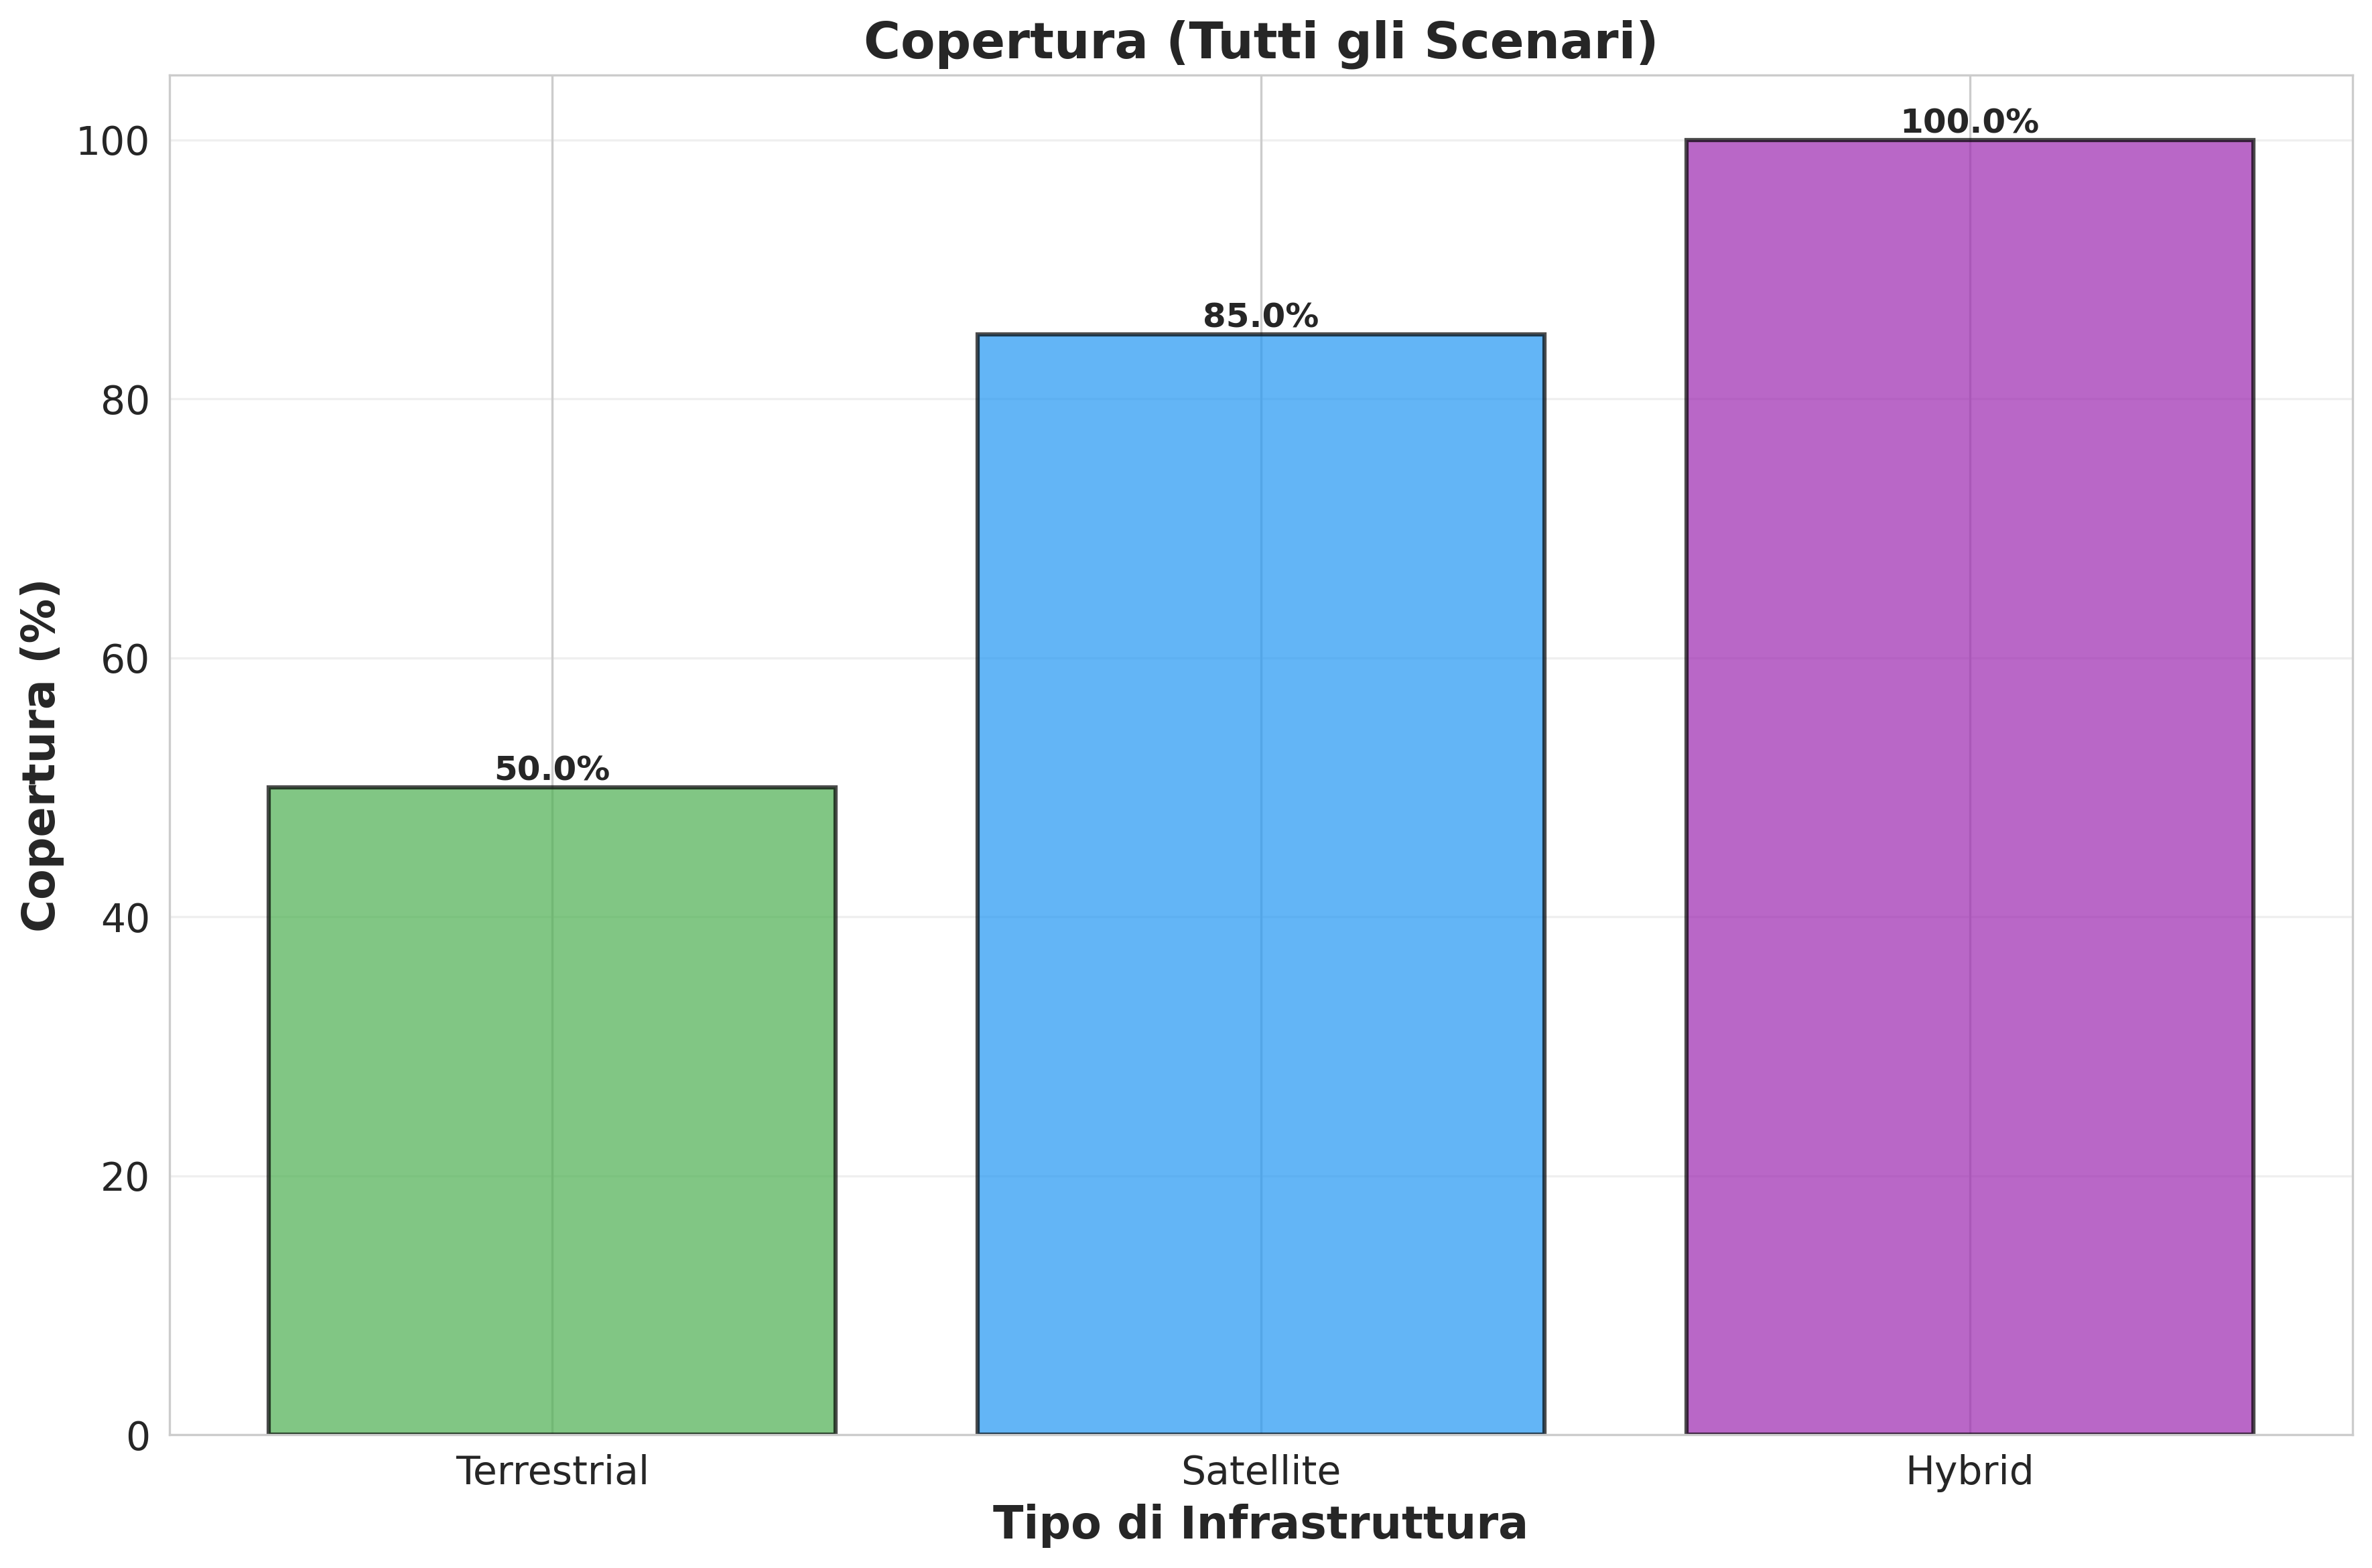 Copertura (Tutti gli Scenari)
Copertura (%)
100
80
60
40
20
0
50.0%
85.0%
100.0%
Terrestrial
Satellite
Hybrid
Tipo di Infrastruttura